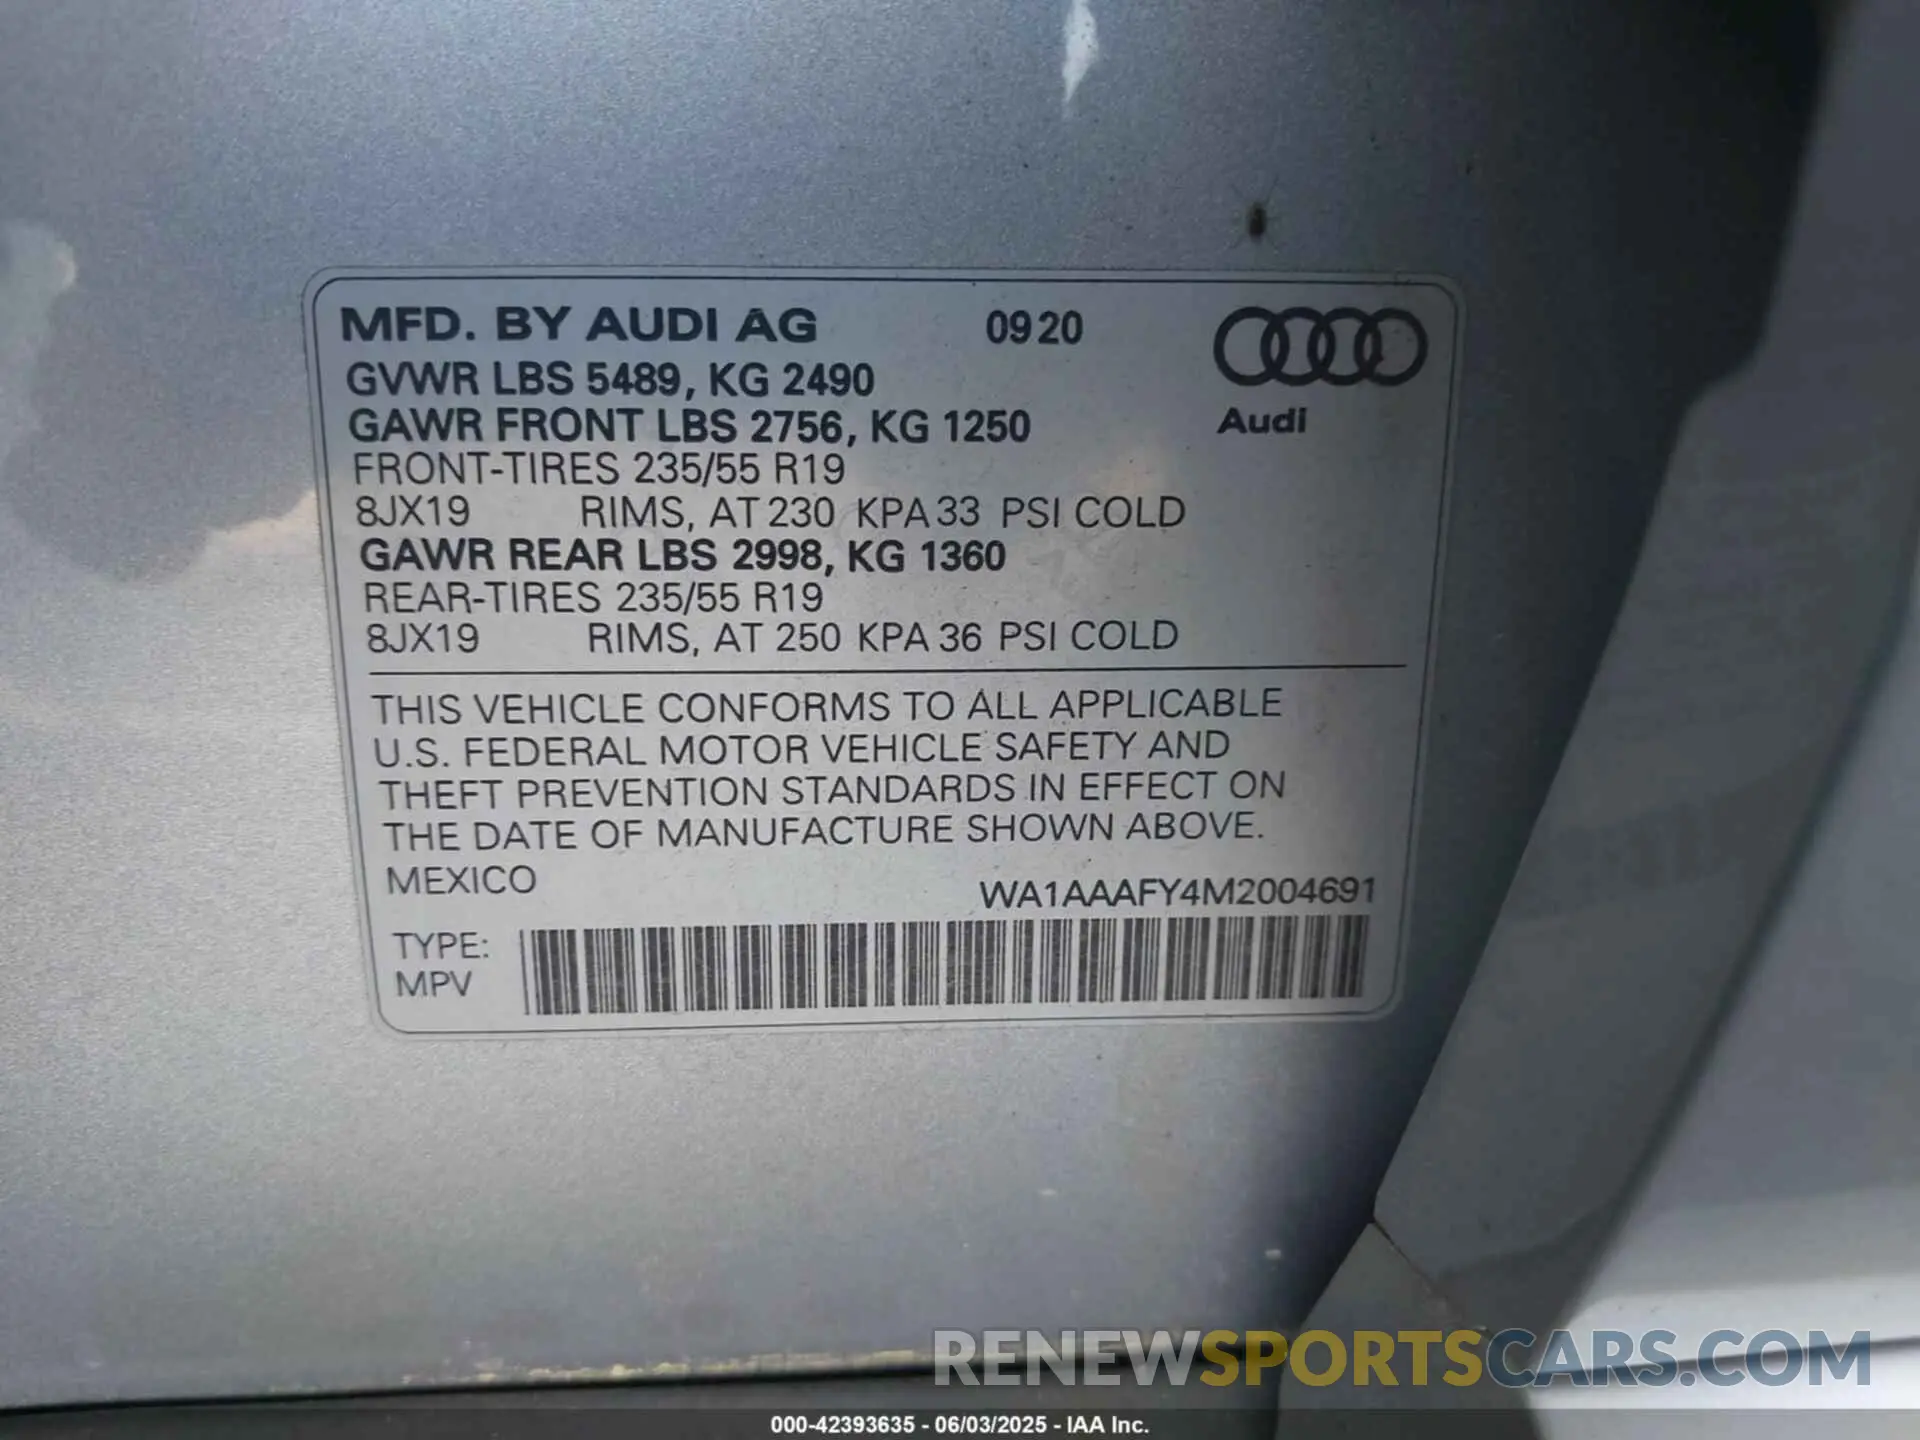 MFD. BY AUDI AG 0920
GVWR LBS 5489, KG 2490
GAWR FRONT LBS 2756, KG 1250
Audi
FRONT-TIRES 235/55 R19
8JX19 RIMS, AT 230 KPA 33 PSI COLD
GAWR REAR LBS 2998, KG 1360
REAR-TIRES 235/55 R19
8JX19 RIMS, AT 250 KPA 36 PSI COLD
THIS VEHICLE CONFORMS TO ALL APPLICABLE
U.S. FEDERAL MOTOR VEHICLE SAFETY AND
THEFT PREVENTION STANDARDS IN EFFECT ON
THE DATE OF MANUFACTURE SHOWN ABOVE.
MEXICO WA1AAAFY4M2004691
TYPE:
MPV
RENEWSPORTSCARS.COM
000-42393635 - 06/03/2025 - IAA Inc.